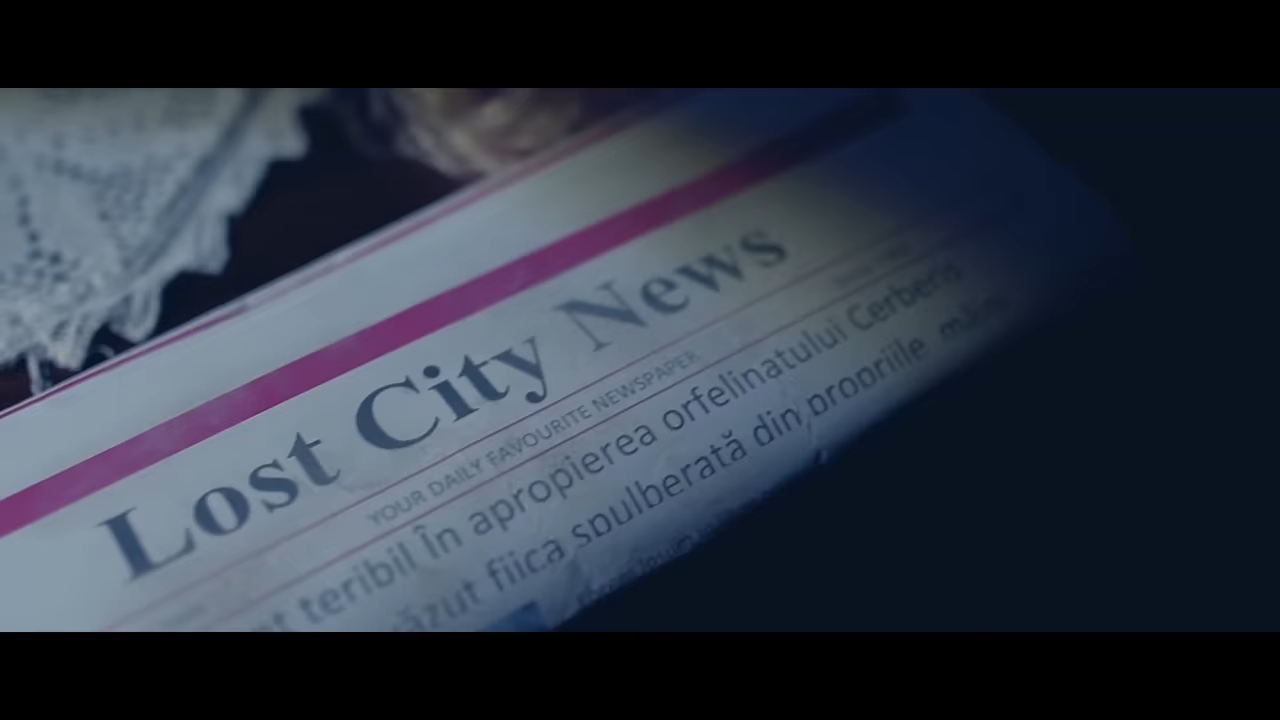 Lost City News
YOUR DAILY FAVOURITE NEWSPAPER
teribil În apropierea orfelinatului Cerberis
fiica spulberată din propriile